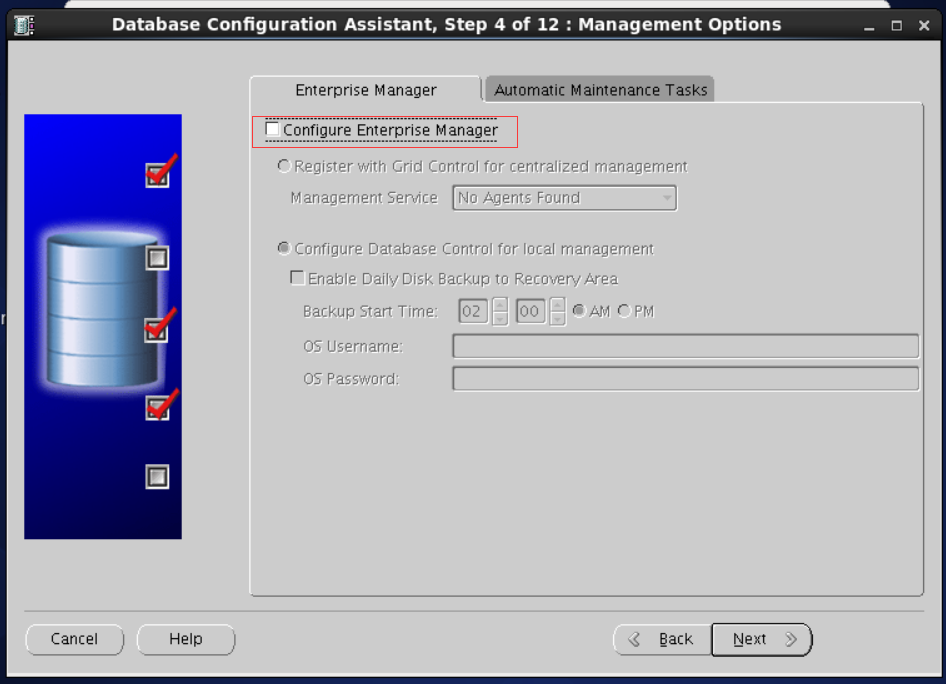 Database Configuration Assistant, Step 4 of 12 : Management Options
Enterprise Manager
Automatic Maintenance Tasks
Configure Enterprise Manager
Register with Grid Control for centralized management
Management Service No Agents Found
Configure Database Control for local management
Enable Daily Disk Backup to Recovery Area
Backup Start Time: 02 00 AM PM
OS Username:
OS Password:
Cancel
Help
Back
Next